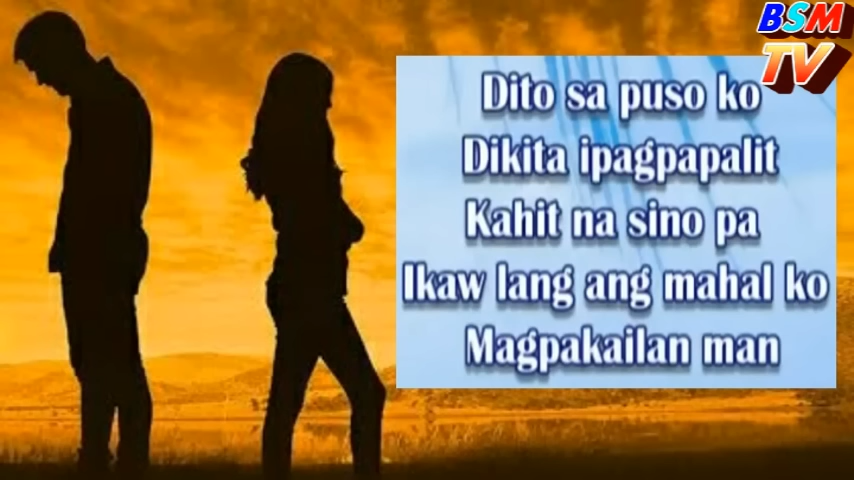 BSM
TV
Dito sa puso ko
Dikita ipagpapalit
Kahit na sino pa
Ikaw lang ang mahal ko
Magpakailan man